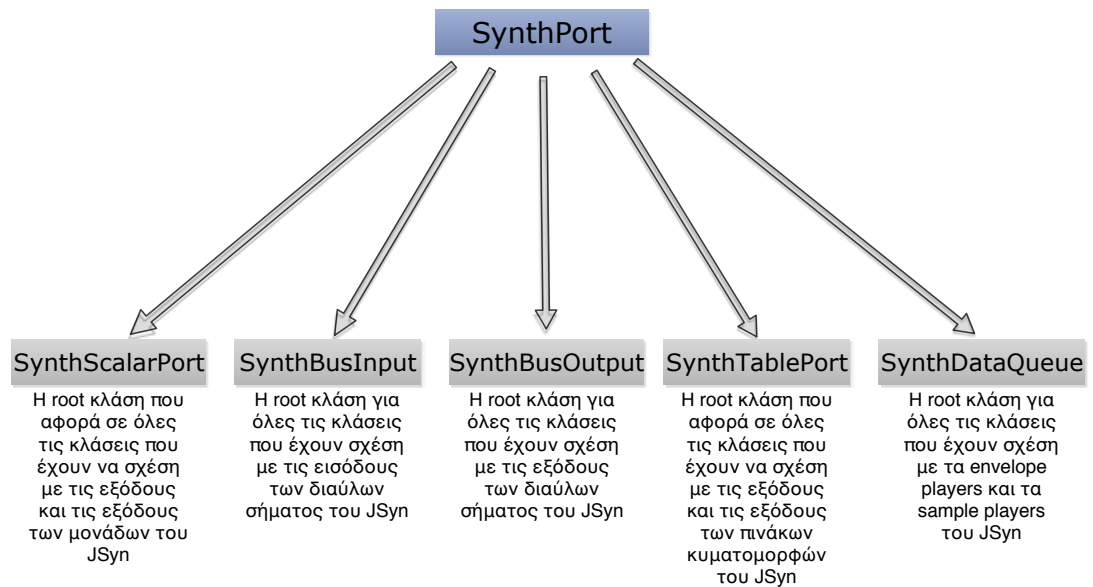 SynthPort
SynthScalarPort
Η root κλάση που
αφορά σε όλες
τις κλάσεις που
έχουν να σχέση
με τις εξόδους
και τις εξόδους
των μονάδων του
JSyn
SynthBusInput
Η root κλάση για
όλες τις κλάσεις
που έχουν σχέση
με τις εισόδους
των διαύλων
σήματος του JSyn
SynthBusOutput
Η root κλάση για
όλες τις κλάσεις
που έχουν σχέση
με τις εξόδους
των διαύλων
σήματος του JSyn
SynthTablePort
Η root κλάση που
αφορά σε όλες
τις κλάσεις που
έχουν να σχέση
με τις εξόδους
και τις εξόδους
των πινάκων
κυματομορφών
του JSyn
SynthDataQueue
Η root κλάση για
όλες τις κλάσεις
που έχουν σχέση
με τα envelope
players και τα
sample players
του JSyn